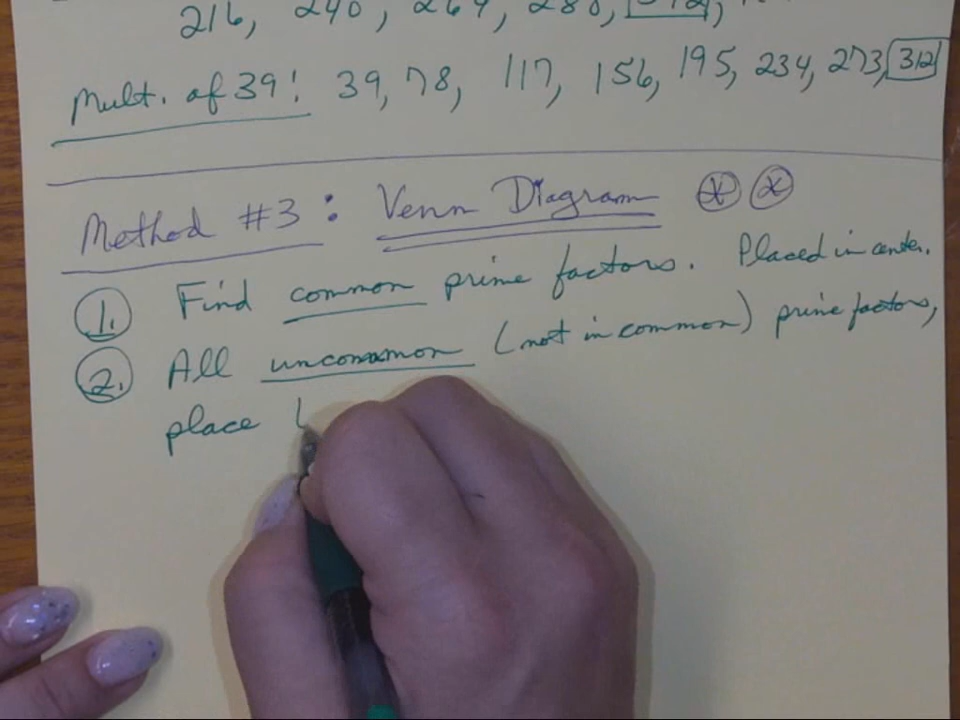 216, 240, 264, 288, 312,
Mult. of 39! 39, 78, 117, 156, 195, 234, 273, 312
Method #3: Venn Diagram
1. Find common prime factors. Placed in center.
2. All uncommon (not in common) prime factors,
place